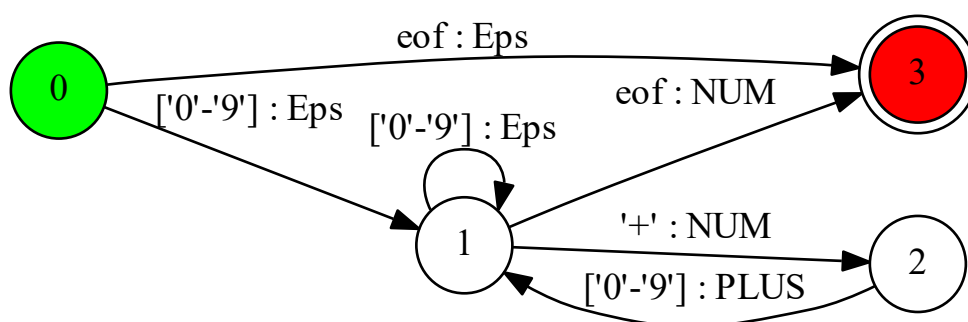 eof : Eps
0
3
['0'-'9'] : Eps
eof : NUM
['0'-'9'] : Eps
1
'+' : NUM
2
['0'-'9'] : PLUS